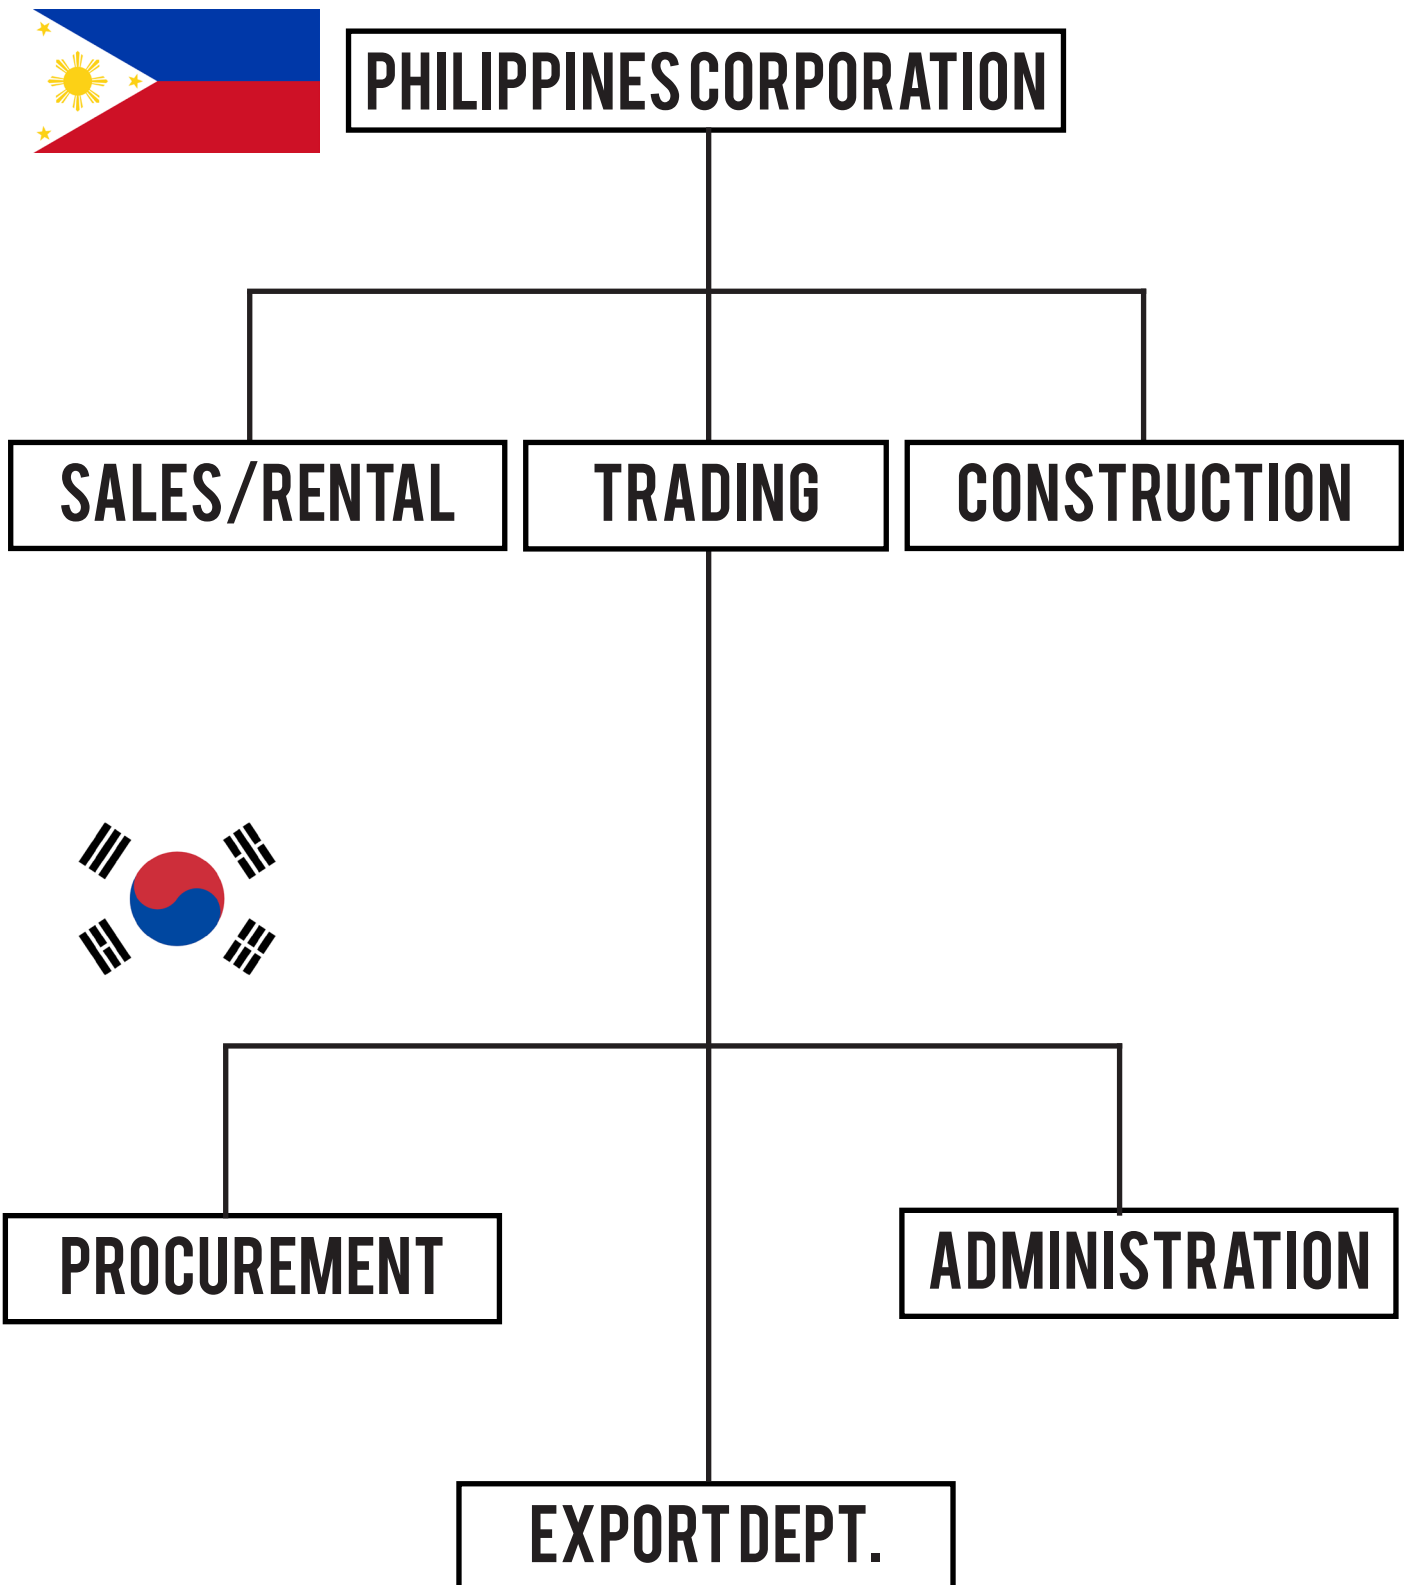 PHILIPPINES CORPORATION
SALES/RENTAL
TRADING
CONSTRUCTION
PROCUREMENT
ADMINISTRATION
EXPORT DEPT.